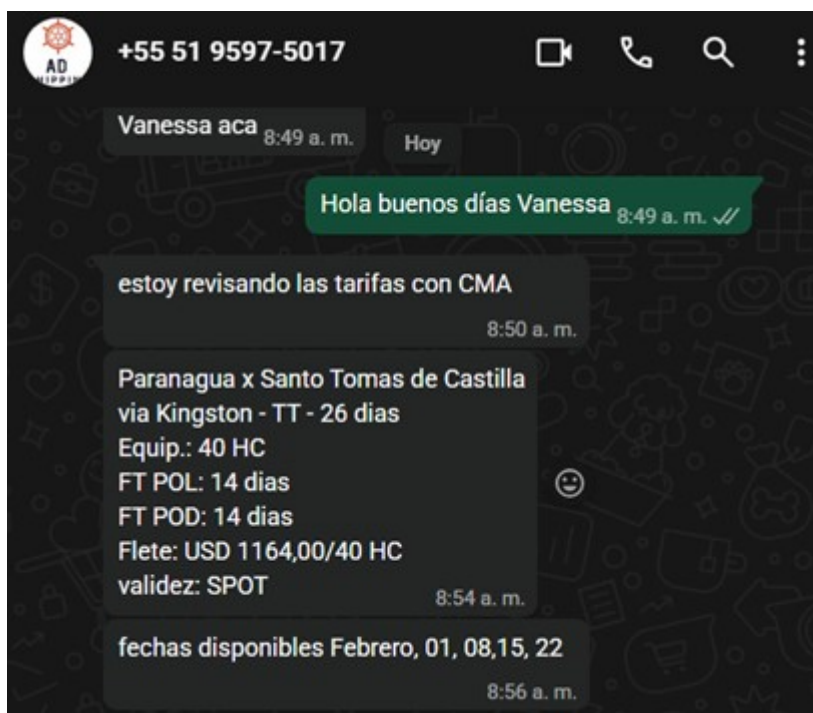 AD
+55 51 9597-5017
Vanessa aca 8:49 a. m.
Hoy
Hola buenos días Vanessa 8:49 a. m.
estoy revisando las tarifas con CMA
8:50 a. m.
Paranagua x Santo Tomas de Castilla
via Kingston - TT - 26 dias
Equip.: 40 HC
FT POL: 14 dias
FT POD: 14 dias
Flete: USD 1164,00/40 HC
validez: SPOT
8:54 a. m.
fechas disponibles Febrero, 01, 08,15, 22
8:56 a. m.